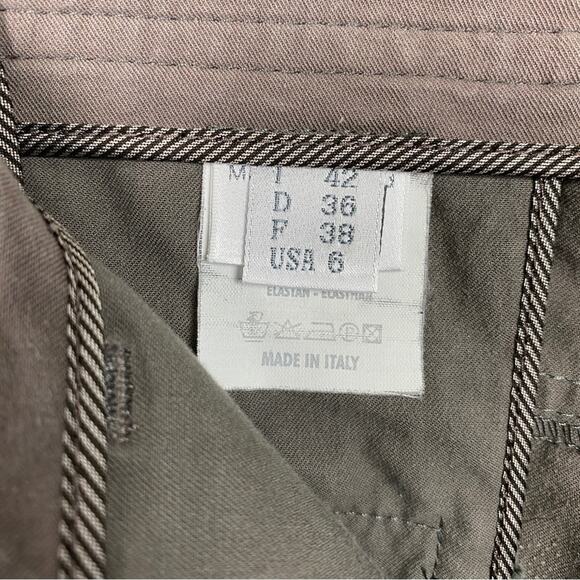 M
I 42
D 36
F 38
USA 6
ELASTAN - ELASTHAN
MADE IN ITALY